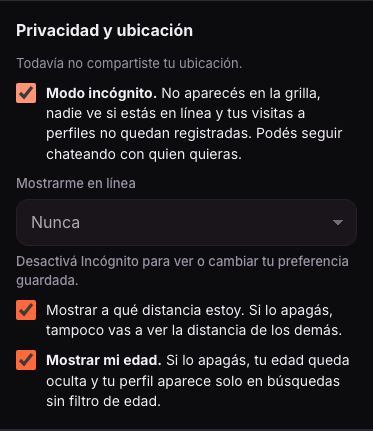 Privacidad y ubicación
Todavía no compartiste tu ubicación.
Modo incógnito. No aparecés en la grilla,
nadie ve si estás en línea y tus visitas a
perfiles no quedan registradas. Podés seguir
chateando con quien quieras.
Mostrarme en línea
Nunca
Desactivá Incógnito para ver o cambiar tu preferencia
guardada.
Mostrar a qué distancia estoy. Si lo apagás,
tampoco vas a ver la distancia de los demás.
Mostrar mi edad. Si lo apagás, tu edad queda
oculta y tu perfil aparece solo en búsquedas
sin filtro de edad.